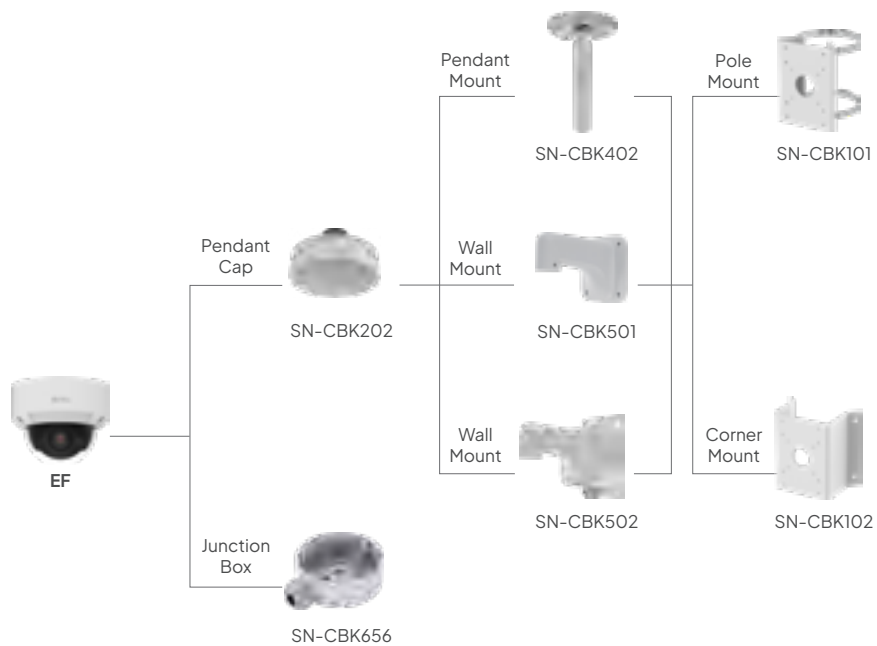 Pendant
Mount
SN-CBK402
Pole
Mount
SN-CBK101
Pendant
Cap
SN-CBK202
Wall
Mount
SN-CBK501
EF
Wall
Mount
SN-CBK502
Corner
Mount
SN-CBK102
Junction
Box
SN-CBK656